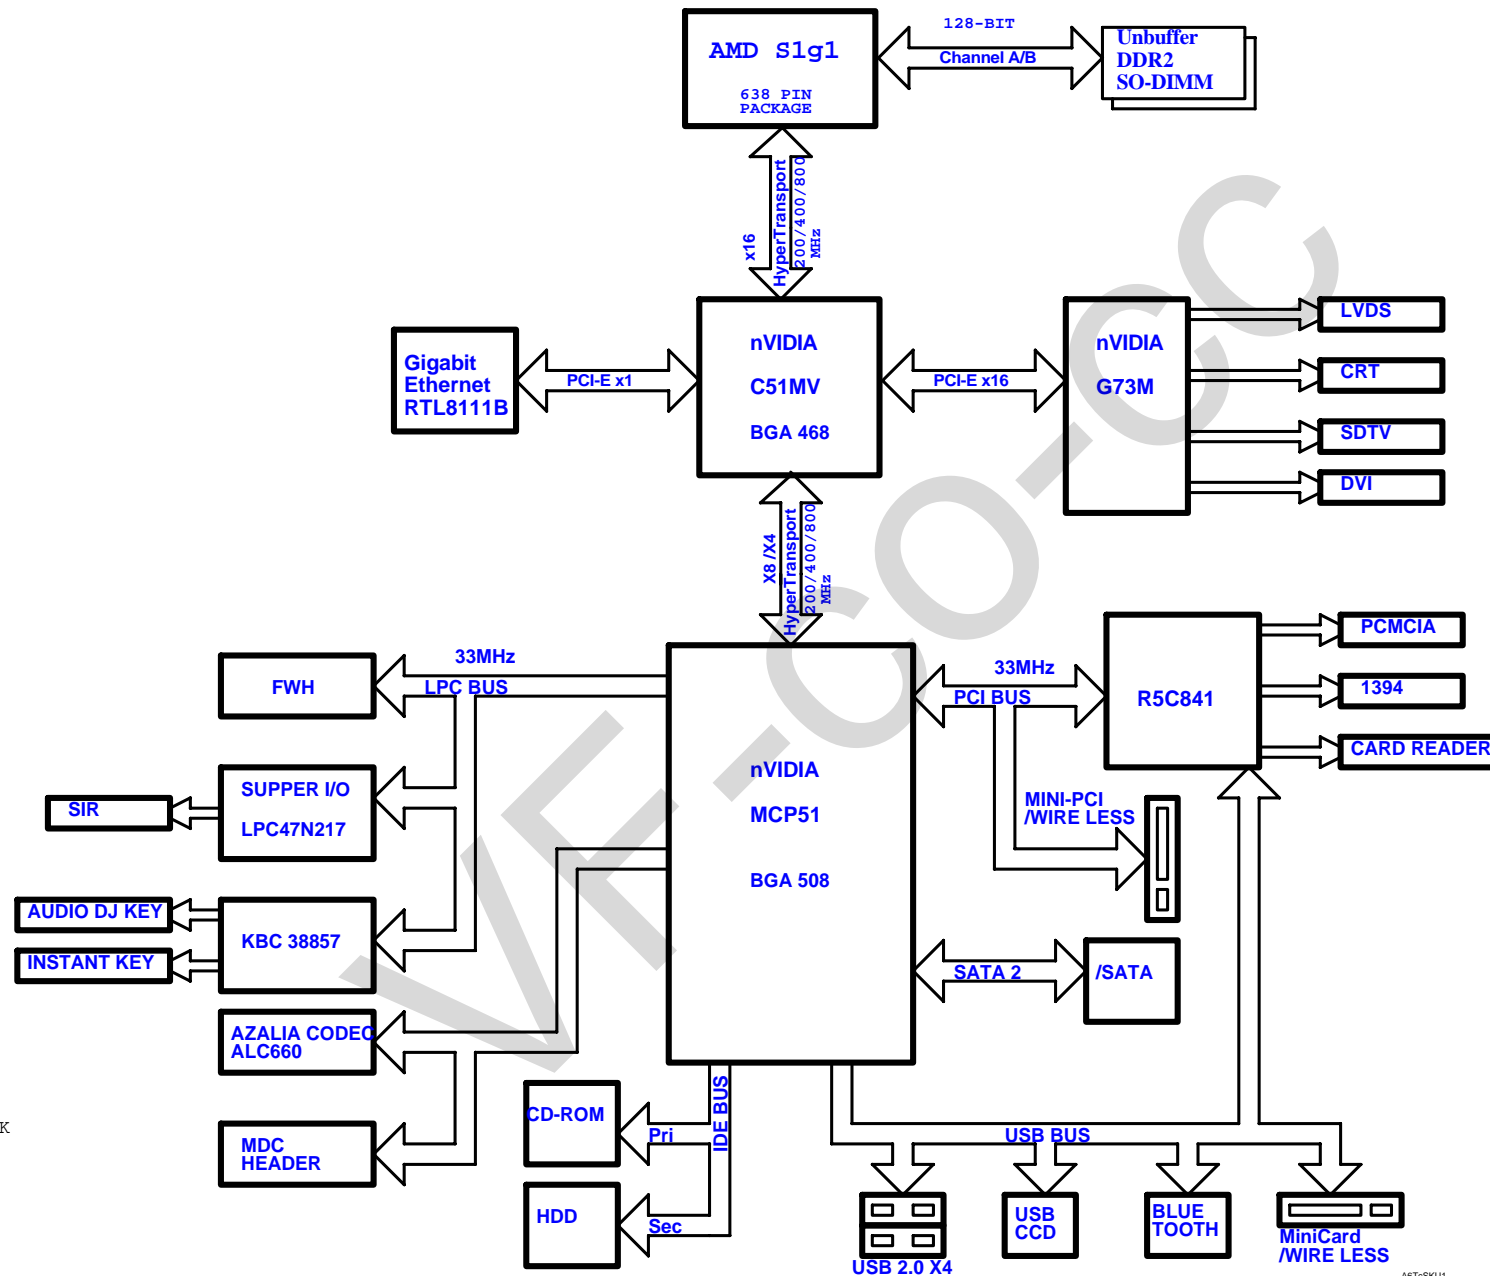 128-BIT
AMD S1g1
638 PIN
PACKAGE
Channel A/B
Unbuffer
DDR2
SO-DIMM
x16
HyperTransport
200/400/800
MHz
Gigabit
Ethernet
RTL8111B
PCI-E x1
nVIDIA
C51MV
BGA 468
PCI-E x16
nVIDIA
G73M
LVDS
CRT
SDTV
DVI
X8 /X4
HyperTransport
200/400/800
MHz
FWH
33MHz
LPC BUS
SUPPER I/O
LPC47N217
SIR
AUDIO DJ KEY
INSTANT KEY
KBC 38857
AZALIA CODEC
ALC660
MDC
HEADER
nVIDIA
MCP51
BGA 508
33MHz
PCI BUS
R5C841
PCMCIA
1394
CARD READER
MINI-PCI
/WIRE LESS
SATA 2
/SATA
CD-ROM
Pri
IDE BUS
HDD
Sec
USB BUS
USB 2.0 X4
USB
CCD
BLUE
TOOTH
MiniCard
/WIRE LESS
K
VF-co-cc